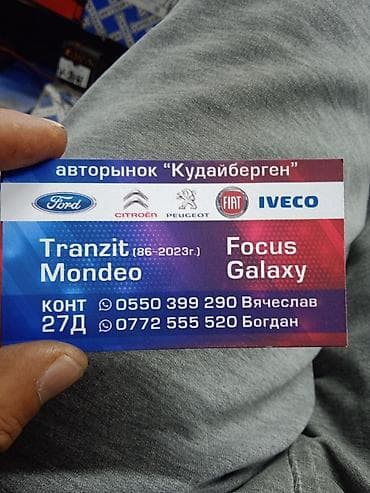 авторынок "Кудайберген"
Ford CITROËN PEUGEOT FIAT IVECO
Tranzit (86-2023г.) Focus
Mondeo Galaxy
КОНТ 0550 399 290 Вячеслав
27Д 0772 555 520 Богдан